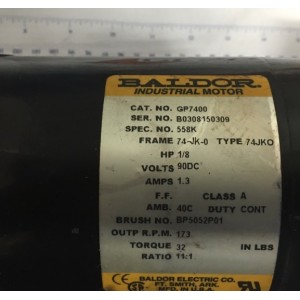 BALDOR
INDUSTRIAL MOTOR
CAT. NO. GP7400
SER. NO. B0308150309
SPEC. NO. 558K
FRAME 74-JK-0 TYPE 74JKO
HP 1/8
VOLTS 90DC
AMPS 1.3
F.F. CLASS A
AMB. 40C DUTY CONT
BRUSH NO. BP5052P01
OUTP R.P.M. 173
TORQUE 32 IN LBS
RATIO 11:1
BALDOR ELECTRIC CO.
FT. SMITH, ARK.
MFG. IN U.S.A.